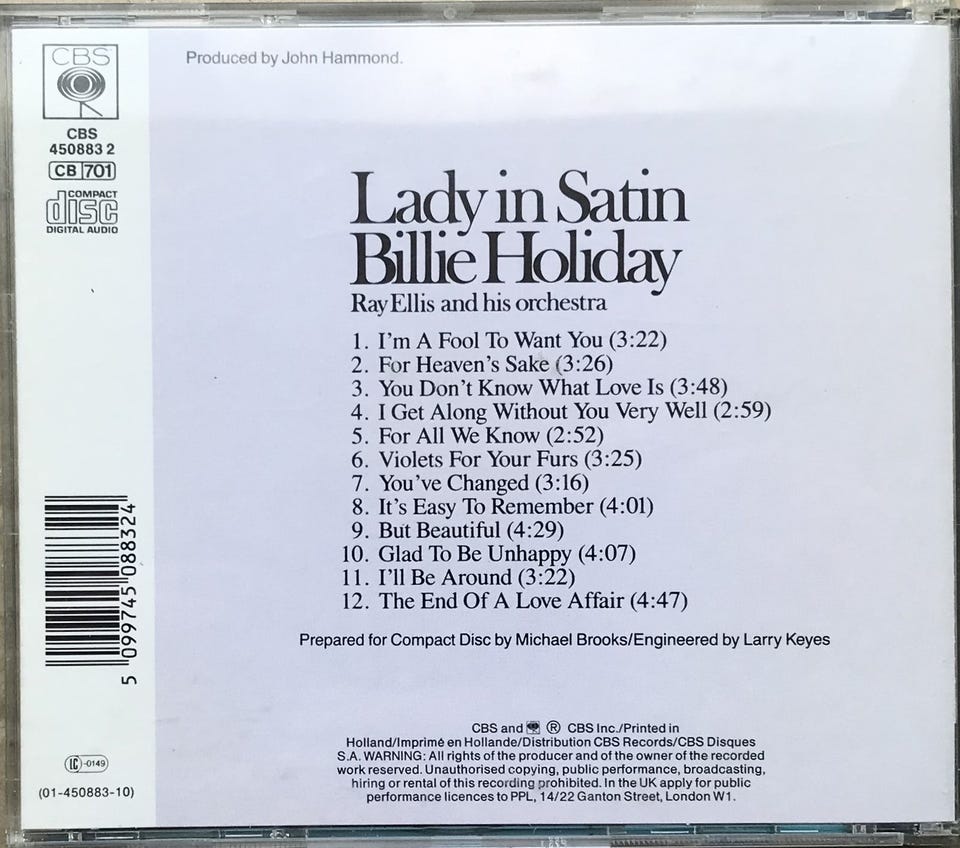 CBS
CBS
450883 2
CB 701
COMPACT
disc
DIGITAL AUDIO
Produced by John Hammond.
Lady in Satin
Billie Holiday
Ray Ellis and his orchestra
1. I'm A Fool To Want You (3:22)
2. For Heaven's Sake (3:26)
3. You Don't Know What Love Is (3:48)
4. I Get Along Without You Very Well (2:59)
5. For All We Know (2:52)
6. Violets For Your Furs (3:25)
7. You've Changed (3:16)
8. It's Easy To Remember (4:01)
9. But Beautiful (4:29)
10. Glad To Be Unhappy (4:07)
11. I'll Be Around (3:22)
12. The End Of A Love Affair (4:47)
Prepared for Compact Disc by Michael Brooks/Engineered by Larry Keyes
5 099745 088324
LC -0149
(01-450883-10)
CBS and ® CBS Inc./Printed in
Holland/Imprimé en Hollande/Distribution CBS Records/CBS Disques
S.A. WARNING: All rights of the producer and of the owner of the recorded
work reserved. Unauthorised copying, public performance, broadcasting,
hiring or rental of this recording prohibited. In the UK apply for public
performance licences to PPL, 14/22 Ganton Street, London W1.